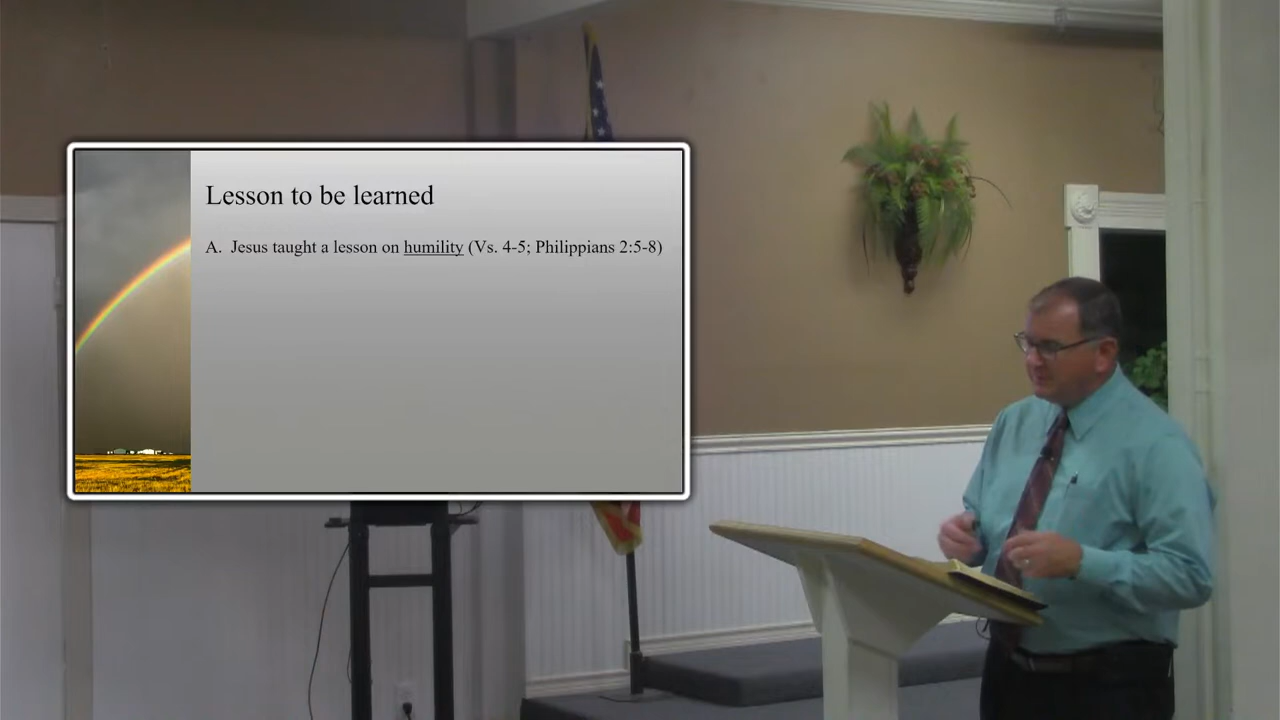 Lesson to be learned
A. Jesus taught a lesson on humility (Vs. 4-5; Philippians 2:5-8)